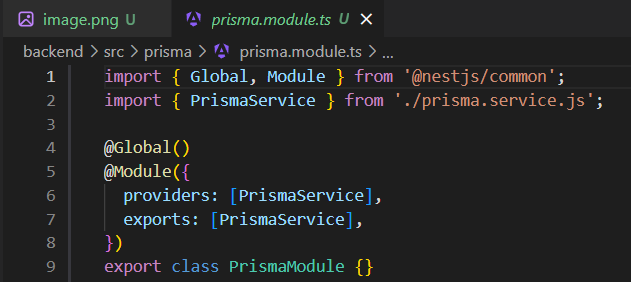 image.png U prisma.module.ts U ×
backend > src > prisma > prisma.module.ts > ...
1 import { Global, Module } from '@nestjs/common';
2 import { PrismaService } from './prisma.service.js';
3
4 @Global()
5 @Module({
6 providers: [PrismaService],
7 exports: [PrismaService],
8 })
9 export class PrismaModule {}